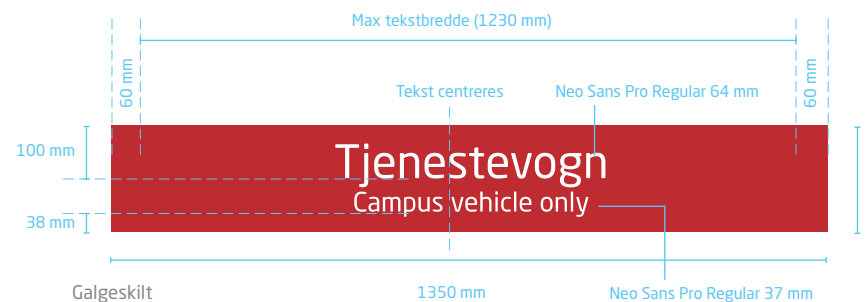 Max tekstbredde (1230 mm)
60 mm
60 mm
Tekst centreres
Neo Sans Pro Regular 64 mm
100 mm
Tjenestevogn
Campus vehicle only
38 mm
Galgeskilt
1350 mm
Neo Sans Pro Regular 37 mm